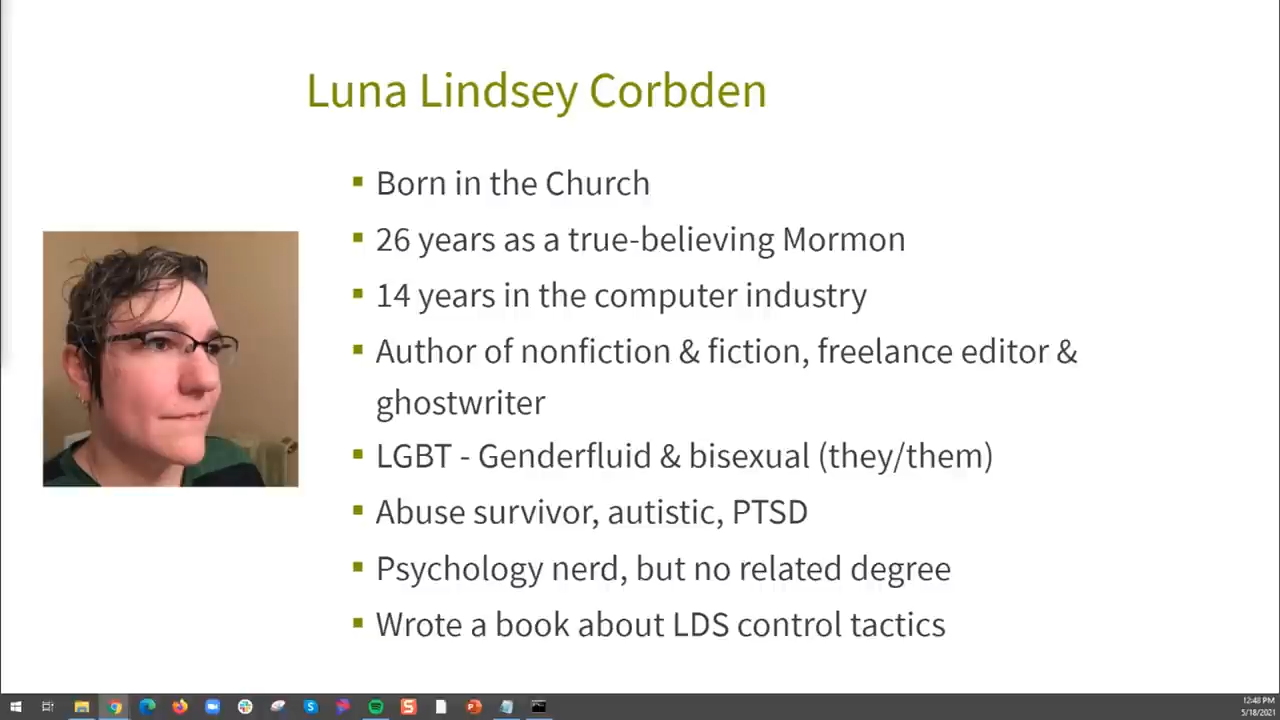 Luna Lindsey Corbden
▪ Born in the Church
▪ 26 years as a true-believing Mormon
▪ 14 years in the computer industry
▪ Author of nonfiction & fiction, freelance editor &
ghostwriter
▪ LGBT - Genderfluid & bisexual (they/them)
▪ Abuse survivor, autistic, PTSD
▪ Psychology nerd, but no related degree
▪ Wrote a book about LDS control tactics
12:48 PM
5/18/2021